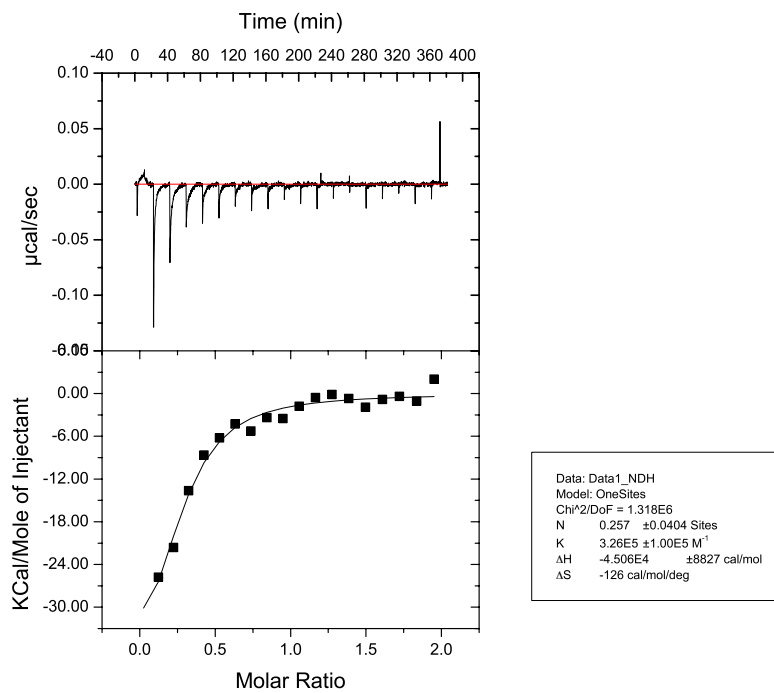 Time (min)
-40 0 40 80 120 160 200 240 280 320 360 400
0.10
0.05
0.00
-0.05
-0.10
µcal/sec
0.00
-6.00
-12.00
-18.00
-24.00
-30.00
KCal/Mole of Injectant
0.0 0.5 1.0 1.5 2.0
Molar Ratio
Data: Data1_NDH
Model: OneSites
Chi^2/DoF = 1.318E6
N 0.257 ±0.0404 Sites
K 3.26E5 ±1.00E5 M⁻¹
ΔH -4.506E4 ±8827 cal/mol
ΔS -126 cal/mol/deg